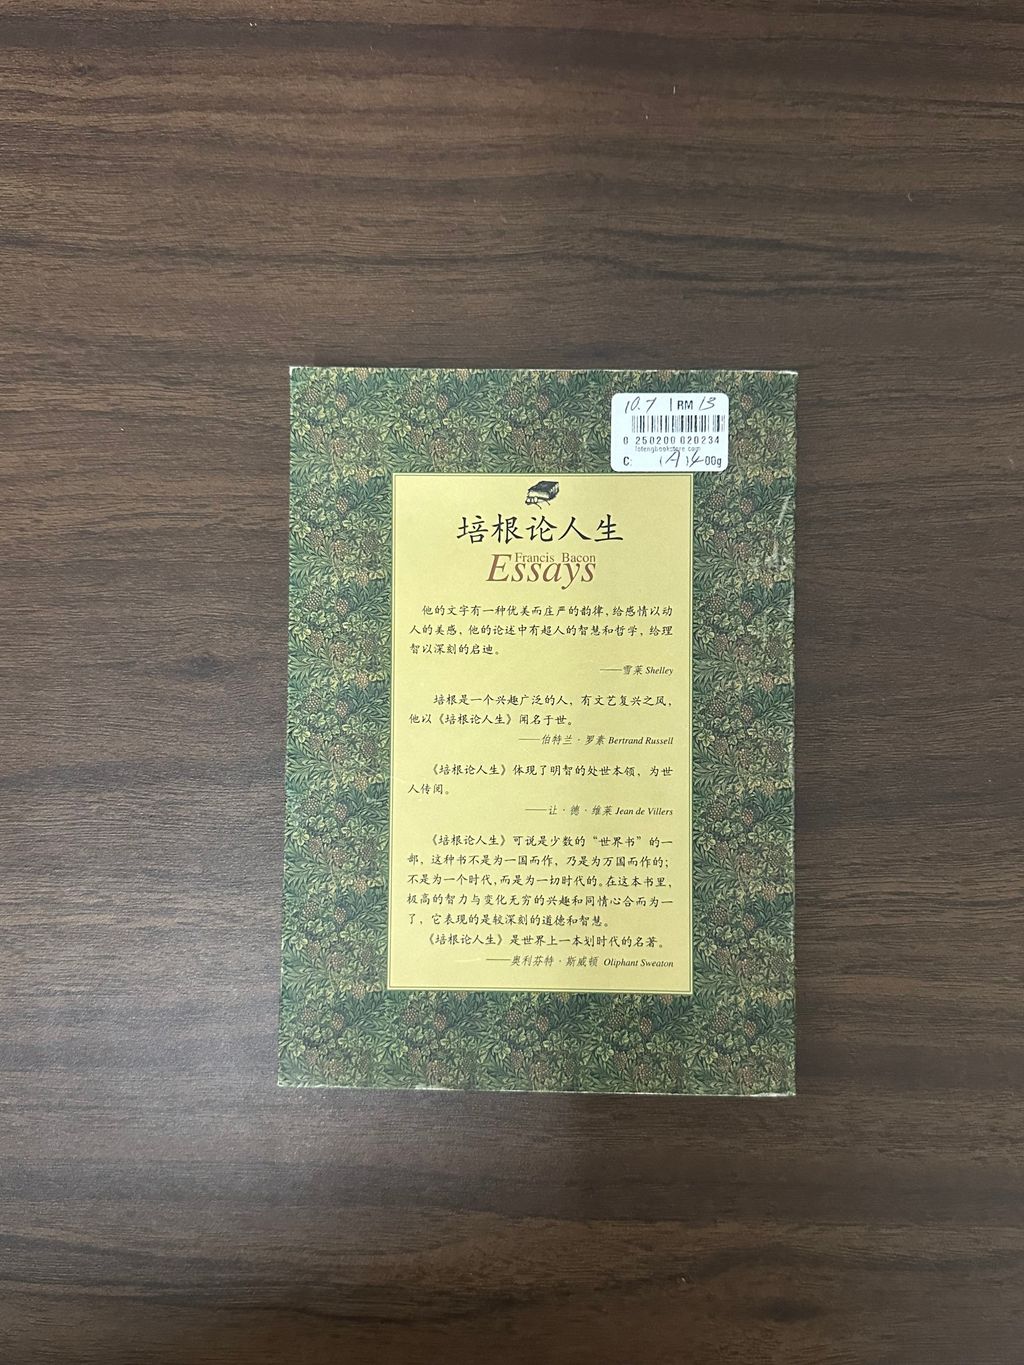 10.7 | RM 13
0 250200 020234
lotengbookstore.com
C: (A) 400g
培根论人生
Francis Bacon
Essays
他的文字有一种优美而庄严的韵律，给感情以动
人的美感，他的论述中有超人的智慧和哲学，给理
智以深刻的启迪。
——雪莱 Shelley
培根是一个兴趣广泛的人，有文艺复兴之风，
他以《培根论人生》闻名于世。
——伯特兰·罗素 Bertrand Russell
《培根论人生》体现了明智的处世本领，为世
人传阅。
——让·德·维莱 Jean de Villers
《培根论人生》可说是少数的“世界书”的一
部，这种书不是为一国而作，乃是为万国而作的；
不是为一个时代，而是为一切时代的。在这本书里，
极高的智力与变化无穷的兴趣和同情心合而为一
了，它表现的是较深刻的道德和智慧。
《培根论人生》是世界上一本划时代的名著。
——奥利芬特·斯威顿 Oliphant Sweaton